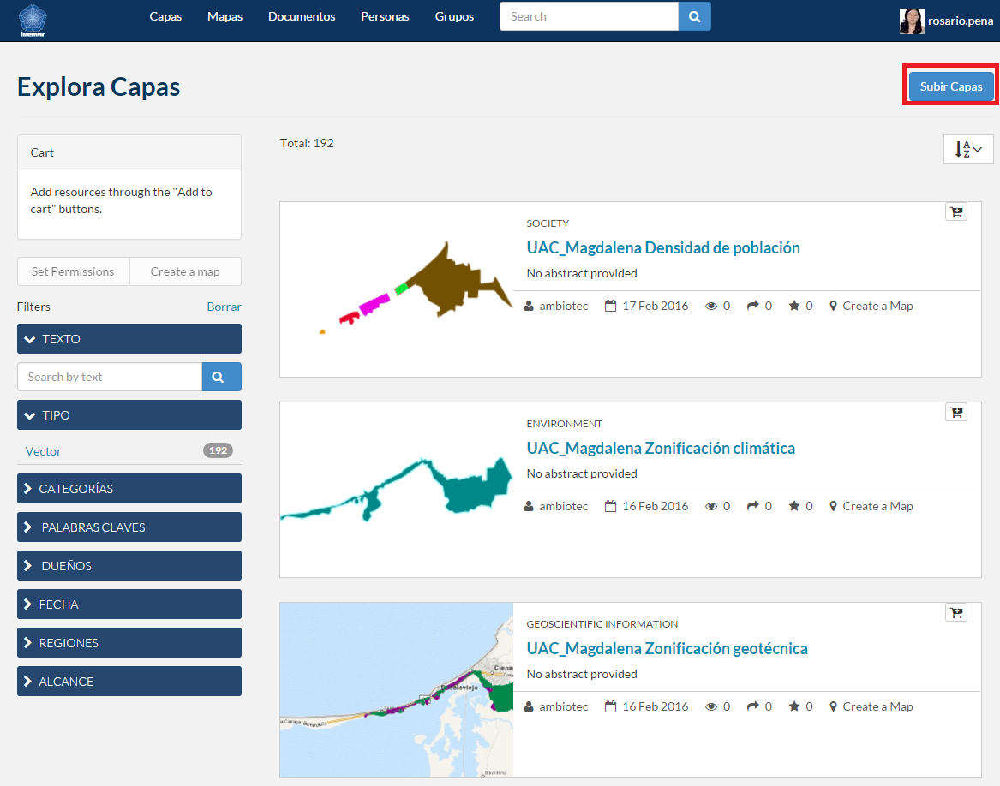 Capas Mapas Documentos Personas Grupos Search rosario.pena
invemar
Explora Capas
Subir Capas
Cart
Add resources through the "Add to
cart" buttons.
Set Permissions Create a map
Filters Borrar
TEXTO
Search by text
TIPO
Vector 192
CATEGORÍAS
PALABRAS CLAVES
DUEÑOS
FECHA
REGIONES
ALCANCE
Total: 192
A
Z
SOCIETY
UAC_Magdalena Densidad de población
No abstract provided
ambiotec 17 Feb 2016 0 0 0 Create a Map
ENVIRONMENT
UAC_Magdalena Zonificación climática
No abstract provided
ambiotec 16 Feb 2016 0 0 0 Create a Map
GEOSCIENTIFIC INFORMATION
UAC_Magdalena Zonificación geotécnica
No abstract provided
ambiotec 16 Feb 2016 0 0 0 Create a Map